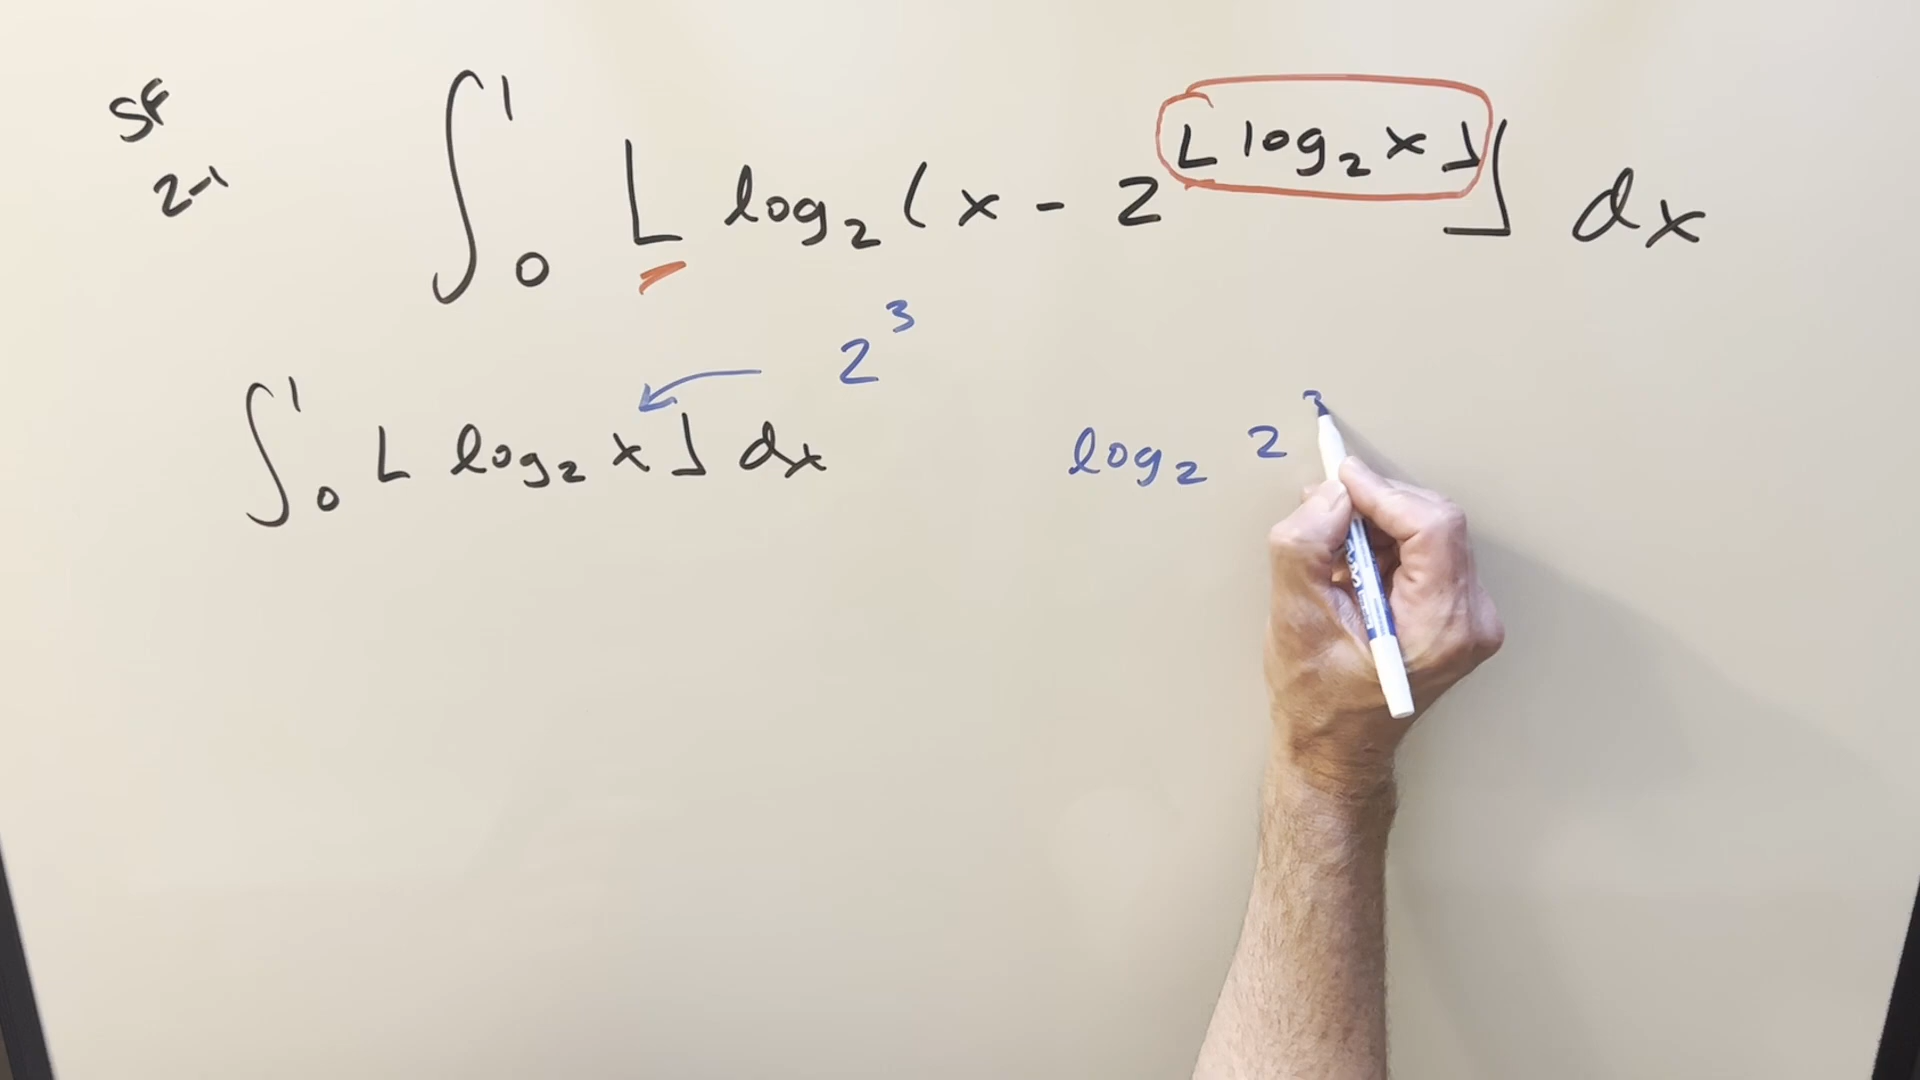 SF
2-1
∫₀¹ ⌊ log₂ (x - 2^⌊ log₂ x ⌋ ⌋ dx
2³
∫₀¹ ⌊ log₂ x ⌋ dx
log₂ 2³